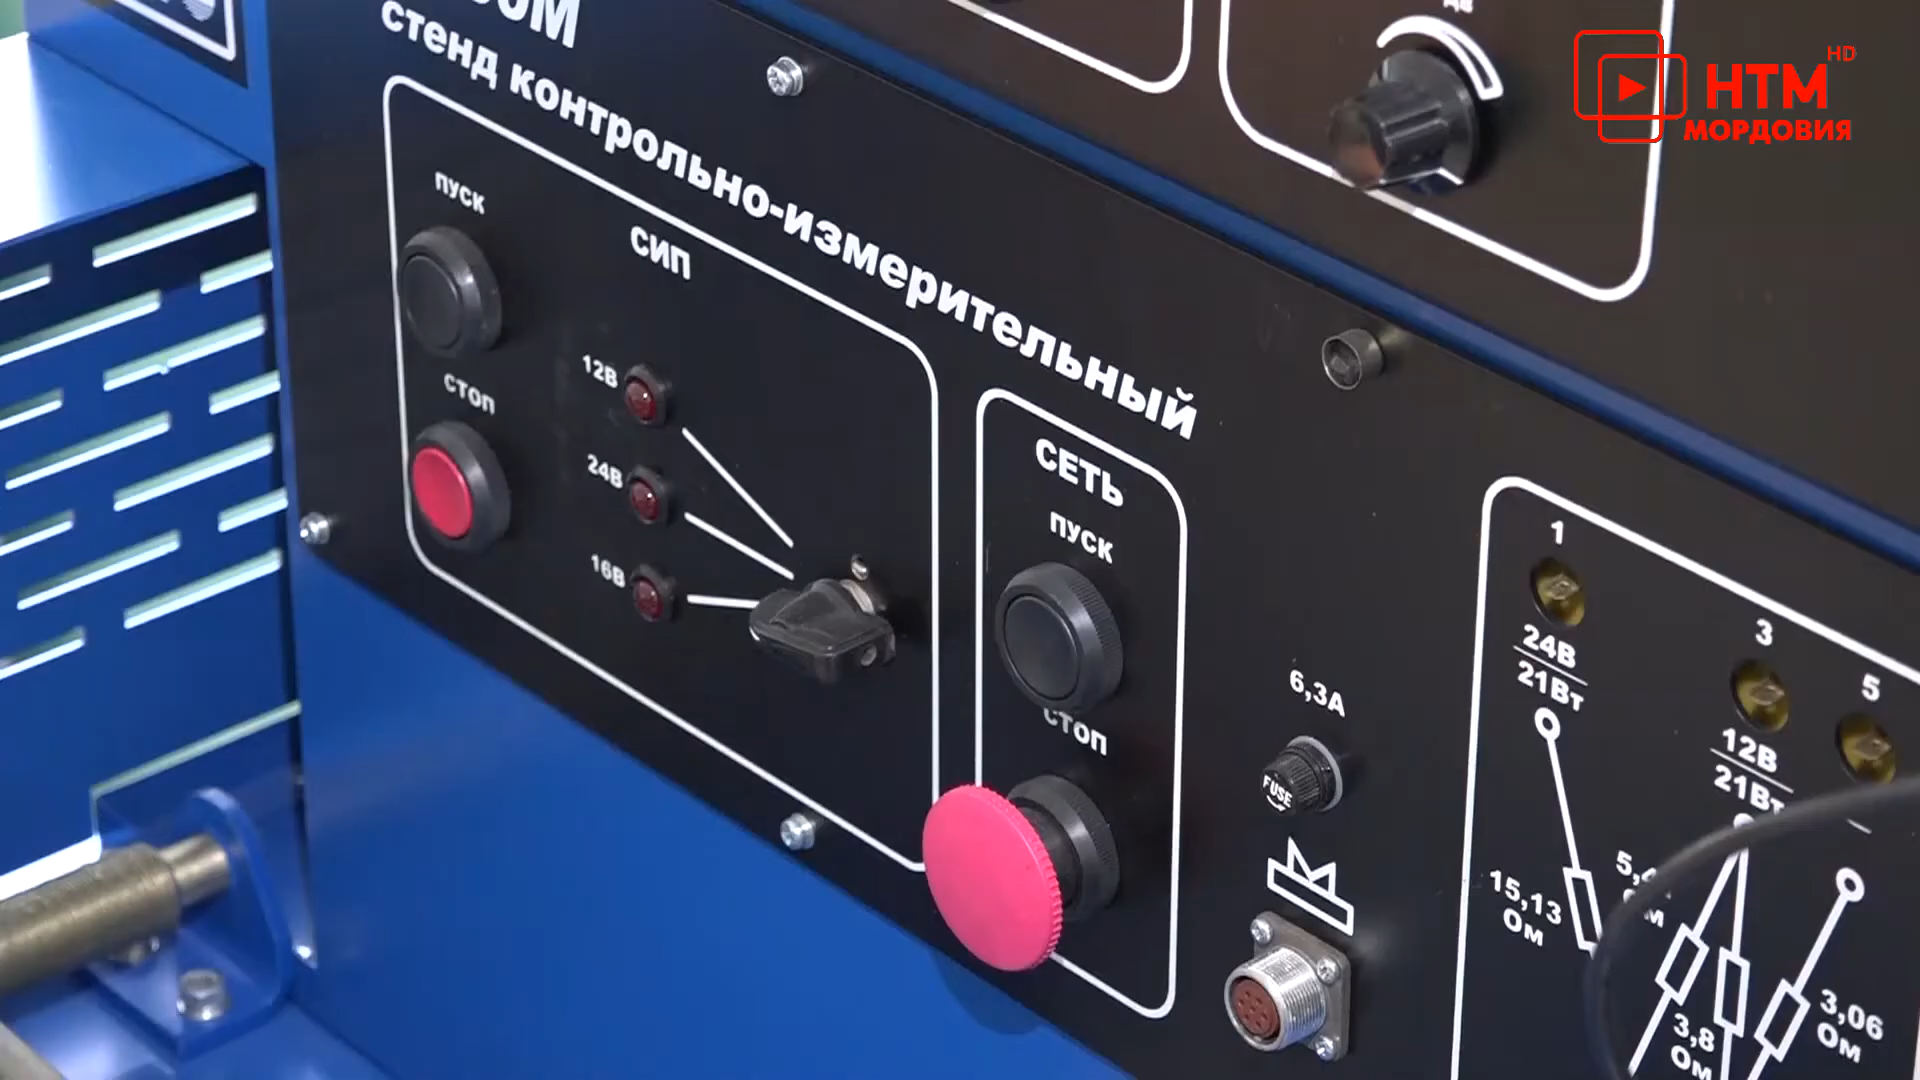 стенд контрольно-измерительный
пуск
СИП
стоп
12В
24В
16В
СЕТЬ
пуск
стоп
6,3А
FUSE
1
24В
21Вт
15,13
Ом
3
12В
21Вт
5
3,8
Ом
3,06
Ом
НТМ HD
МОРДОВИЯ